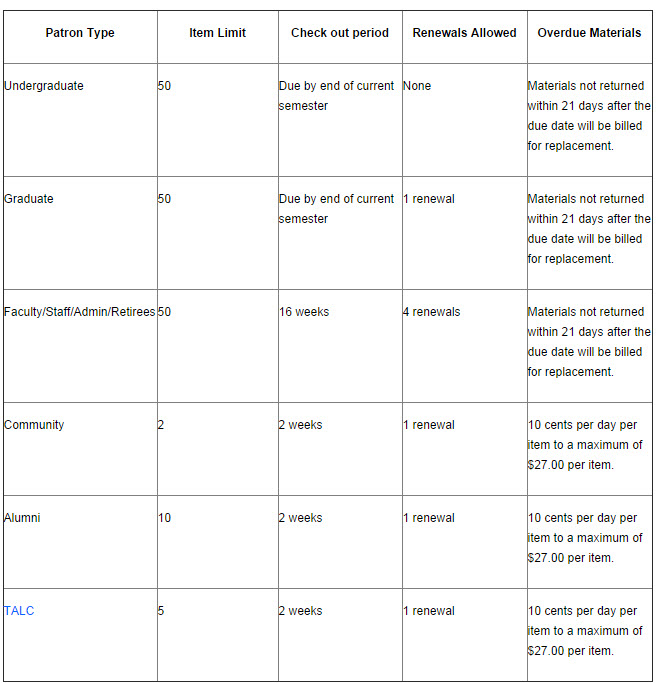 Patron Type Item Limit Check out period Renewals Allowed Overdue Materials
Undergraduate 50 Due by end of current semester None Materials not returned within 21 days after the due date will be billed for replacement.
Graduate 50 Due by end of current semester 1 renewal Materials not returned within 21 days after the due date will be billed for replacement.
Faculty/Staff/Admin/Retirees 50 16 weeks 4 renewals Materials not returned within 21 days after the due date will be billed for replacement.
Community 2 2 weeks 1 renewal 10 cents per day per item to a maximum of $27.00 per item.
Alumni 10 2 weeks 1 renewal 10 cents per day per item to a maximum of $27.00 per item.
TALC 5 2 weeks 1 renewal 10 cents per day per item to a maximum of $27.00 per item.